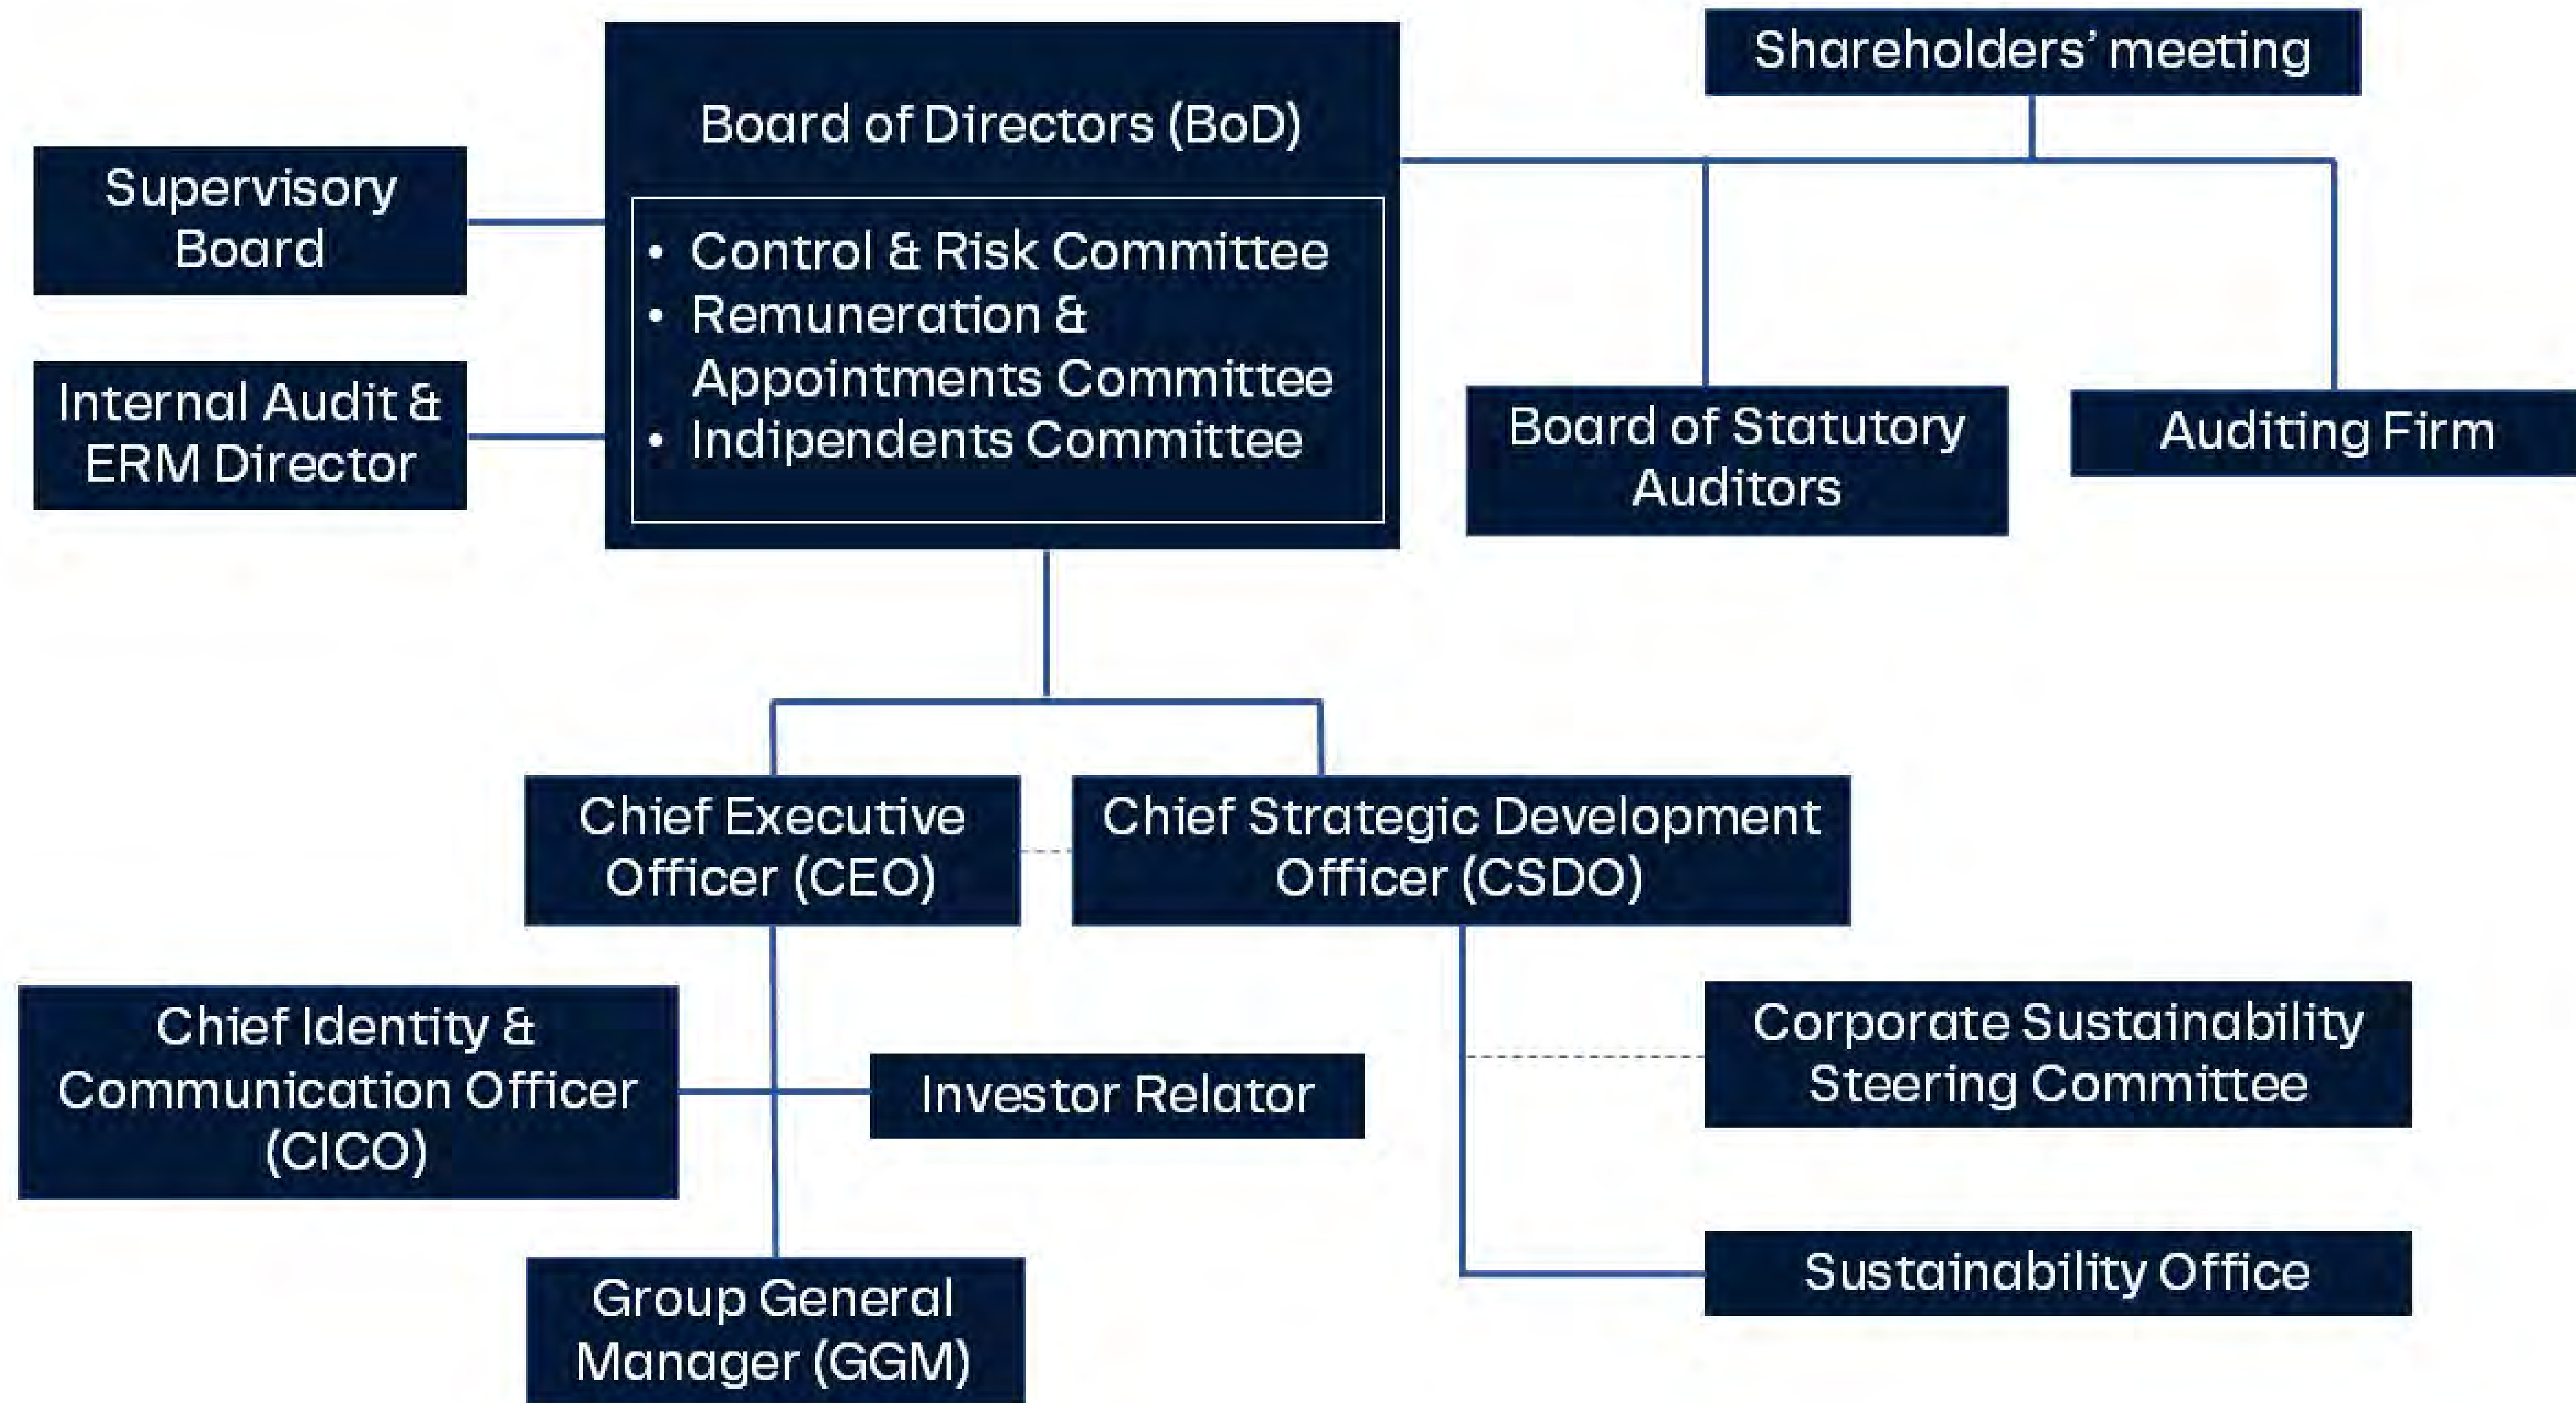 Shareholders’ meeting
Board of Directors (BoD)
• Control & Risk Committee
• Remuneration &
Appointments Committee
• Indipendents Committee
Supervisory
Board
Internal Audit &
ERM Director
Board of Statutory
Auditors
Auditing Firm
Chief Executive
Officer (CEO)
Chief Strategic Development
Officer (CSDO)
Chief Identity &
Communication Officer
(CICO)
Investor Relator
Corporate Sustainability
Steering Committee
Sustainability Office
Group General
Manager (GGM)